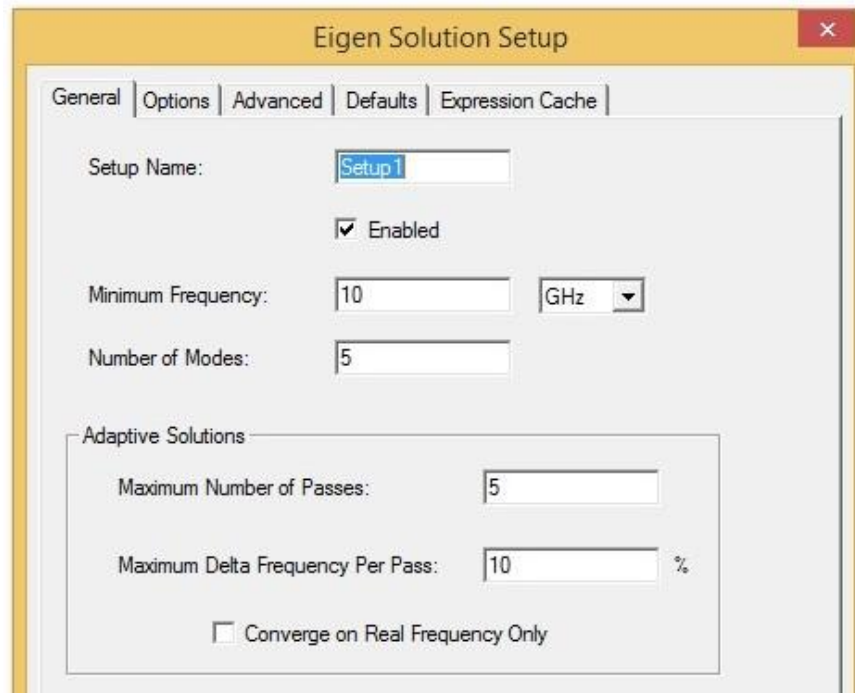 Eigen Solution Setup
General Options Advanced Defaults Expression Cache
Setup Name: Setup1
Enabled
Minimum Frequency: 10 GHz
Number of Modes: 5
Adaptive Solutions
Maximum Number of Passes: 5
Maximum Delta Frequency Per Pass: 10 %
Converge on Real Frequency Only